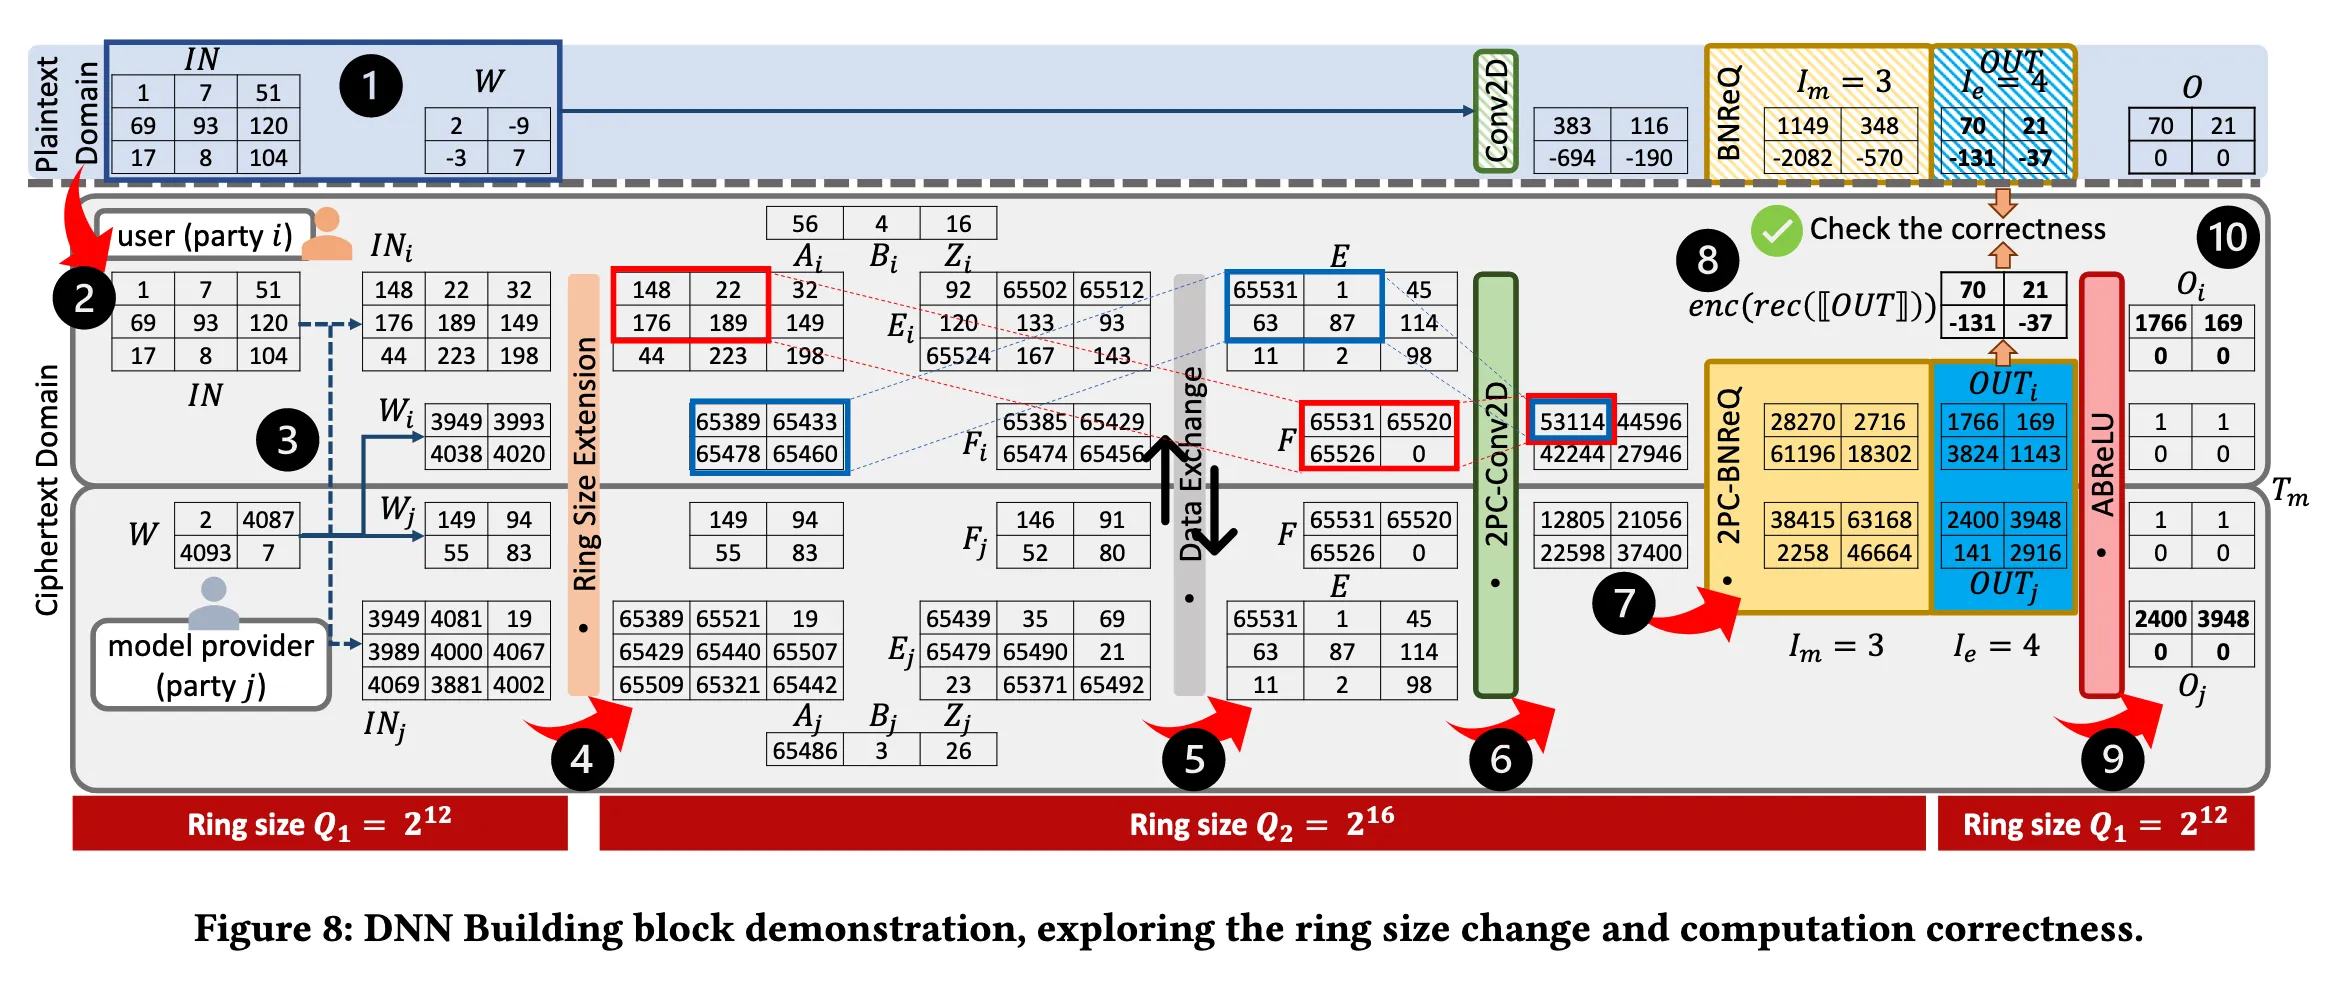 Plaintext Domain
IN
1 7 51
69 93 120
17 8 104
1
W
2 -9
-3 7
Conv2D
383 116
-694 -190
BNReQ
I_m = 3
1149 348
-2082 -570
OUT
I_e = 4
70 21
-131 -37
O
70 21
0 0
Ciphertext Domain
user (party i)
2
1 7 51
69 93 120
17 8 104
IN
IN_i
148 22 32
176 189 149
44 223 198
3
W_i
3949 3993
4038 4020
W
2 4087
4093 7
W_j
149 94
55 83
model provider
(party j)
3949 4081 19
3989 4000 4067
4069 3881 4002
IN_j
• Ring Size Extension
4
56 4 16
A_i B_i Z_i
148 22 32
176 189 149
44 223 198
E_i
92 65502 65512
120 133 93
65524 167 143
65389 65433
65478 65460
F_i
65385 65429
65474 65456
149 94
55 83
F_j
146 91
52 80
65389 65521 19
65429 65440 65507
65509 65321 65442
E_j
65439 35 69
65479 65490 21
23 65371 65492
A_j B_j Z_j
65486 3 26
• Data Exchange
5
E
65531 1 45
63 87 114
11 2 98
F
65531 65520
65526 0
F
65531 65520
65526 0
E
65531 1 45
63 87 114
11 2 98
• 2PC-Conv2D
6
53114 44596
42244 27946
12805 21056
22598 37400
7
8
Check the correctness
enc(rec(⟦OUT⟧))
70 21
-131 -37
• 2PC-BNReQ
28270 2716
61196 18302
38415 63168
2258 46664
I_m = 3
OUT_i
1766 169
3824 1143
2400 3948
141 2916
OUT_j
I_e = 4
• ABReLU
9
10
O_i
1766 169
0 0
1 1
0 0
T_m
1 1
0 0
2400 3948
0 0
O_j
Ring size Q₁ = 2¹²
Ring size Q₂ = 2¹⁶
Ring size Q₁ = 2¹²
Figure 8: DNN Building block demonstration, exploring the ring size change and computation correctness.